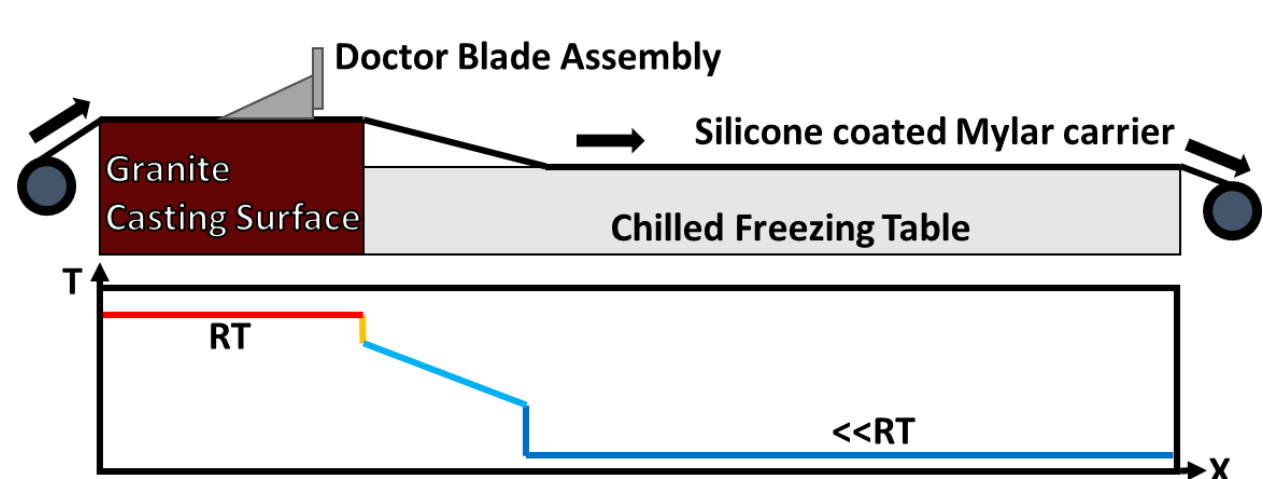 Doctor Blade Assembly
Silicone coated Mylar carrier
Granite
Casting Surface
Chilled Freezing Table
T
RT
<<RT
X